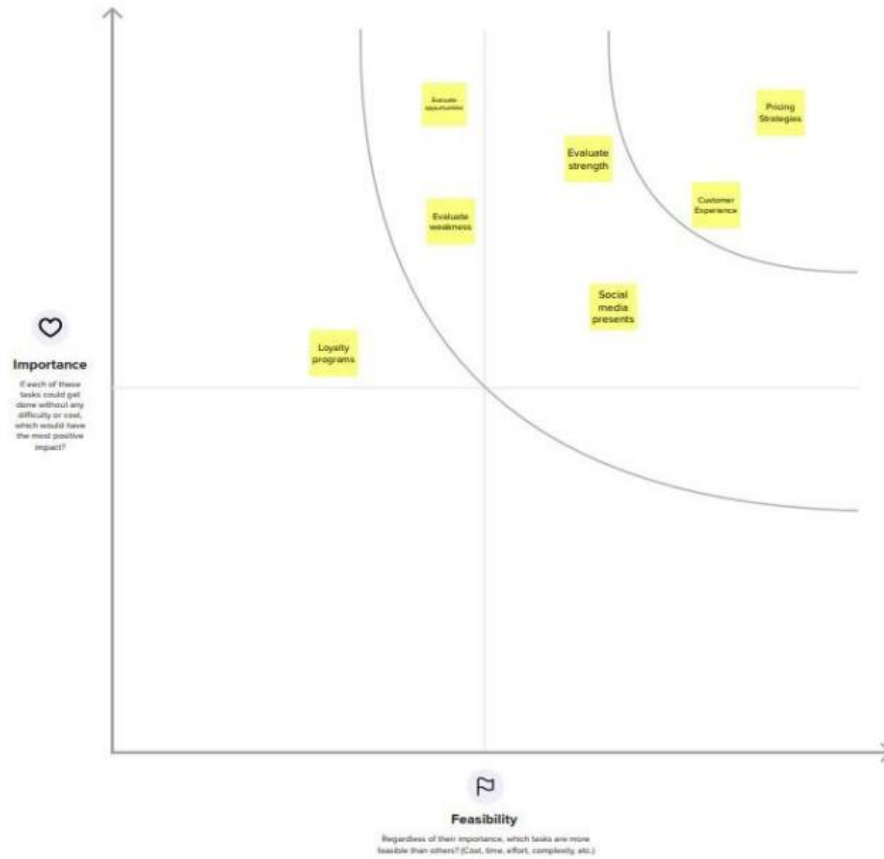 Evaluate
opportunities
Pricing
Strategies
Evaluate
strength
Customer
Experience
Evaluate
weakness
Social
media
presents
Loyalty
programs
Importance
If each of these
tasks could get
done without any
difficulty or cost,
which would have
the most positive
impact?
Feasibility
Regardless of their importance, which tasks are more
feasible than others? (Cost, time, effort, complexity, etc.)